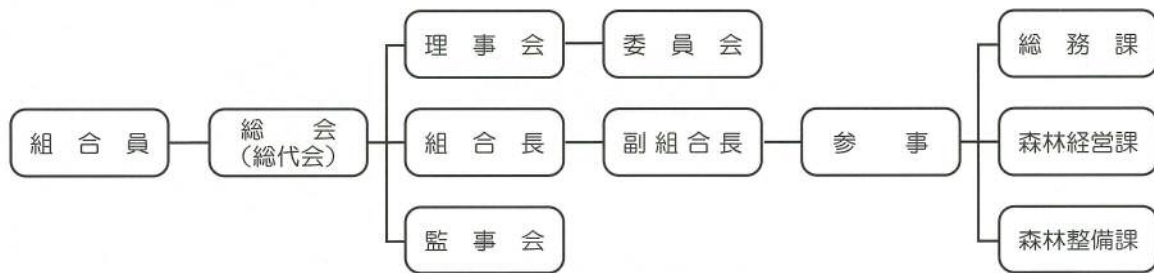 理事会
委員会
総務課
組合員
総会
(総代会)
組合長
副組合長
参事
森林経営課
監事会
森林整備課